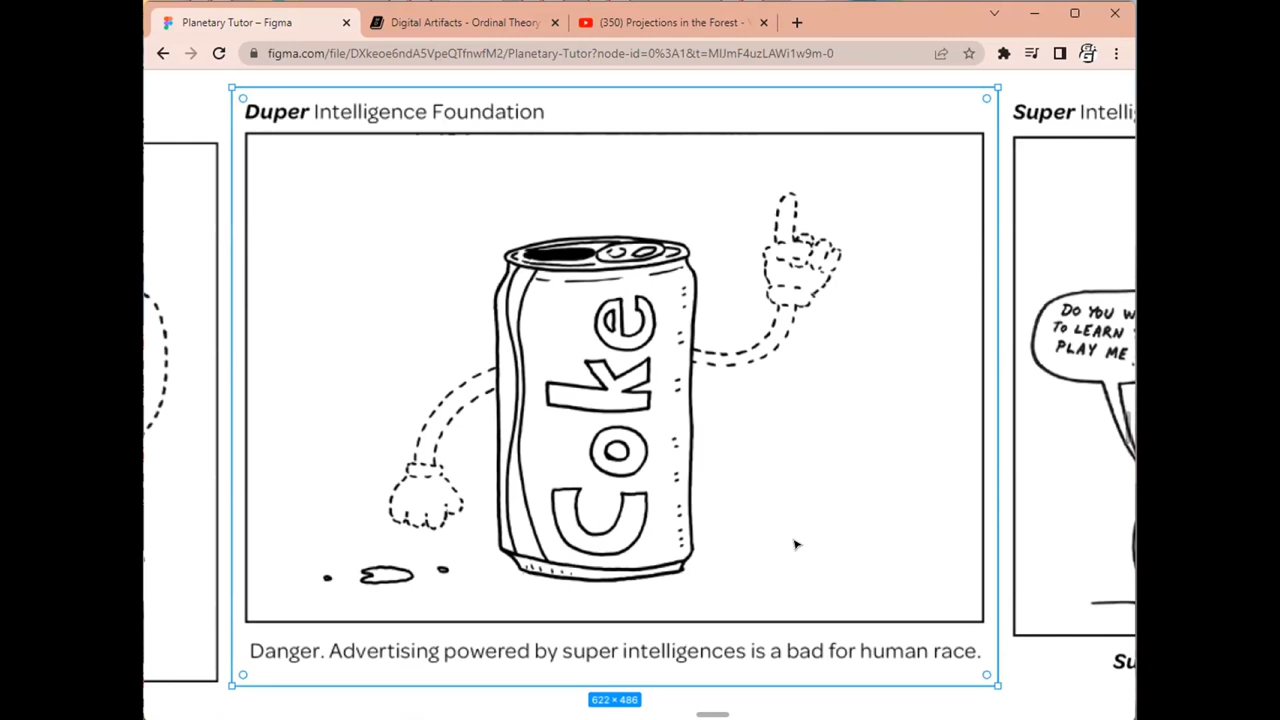 Planetary Tutor – Figma
Digital Artifacts - Ordinal Theory
(350) Projections in the Forest -
figma.com/file/DXkeoe6ndA5VpeQTfnwfM2/Planetary-Tutor?node-id=0%3A1&t=MlJmF4uzLAWi1w9m-0
Duper Intelligence Foundation
Super Intelli
Coke
DO YOU W
TO LEARN
PLAY ME
Danger. Advertising powered by super intelligences is a bad for human race.
Su
622 × 486